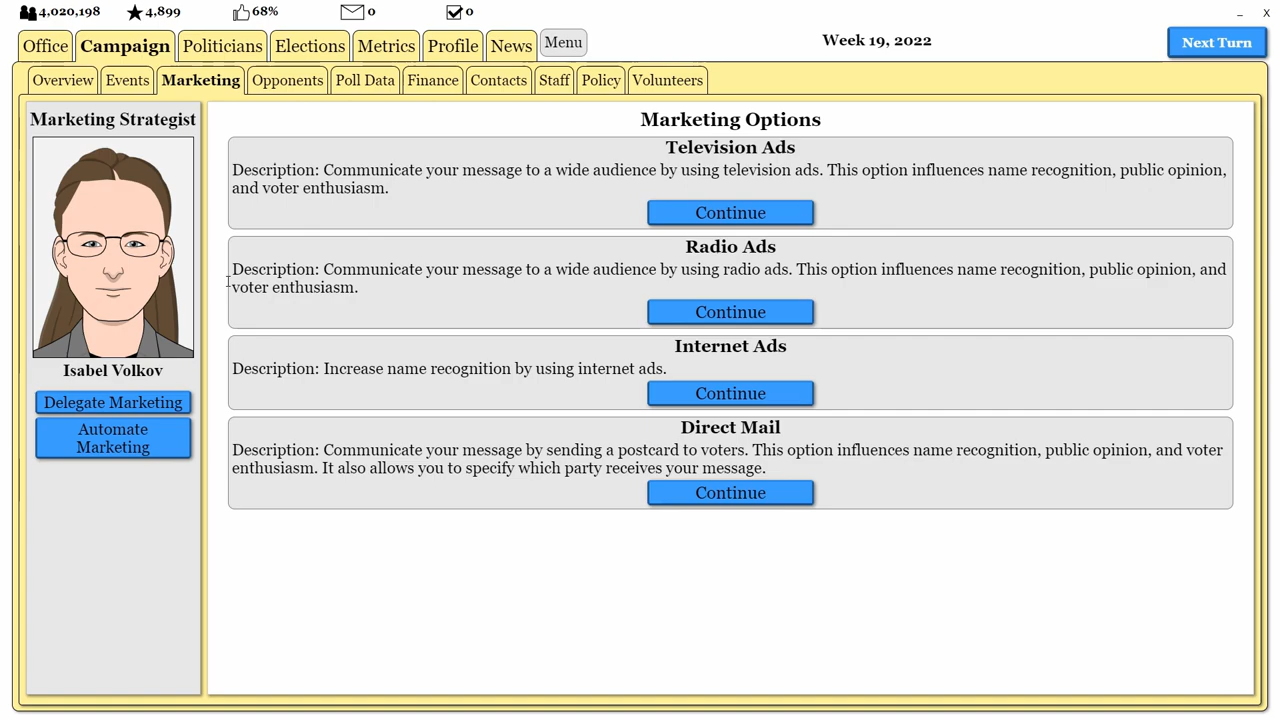 4,020,198 4,899 68% 0 0
_ X
Office Campaign Politicians Elections Metrics Profile News Menu
Week 19, 2022
Next Turn
Overview Events Marketing Opponents Poll Data Finance Contacts Staff Policy Volunteers
Marketing Strategist
Isabel Volkov
Delegate Marketing
Automate
Marketing
Marketing Options
Television Ads
Description: Communicate your message to a wide audience by using television ads. This option influences name recognition, public opinion,
and voter enthusiasm.
Continue
Radio Ads
Description: Communicate your message to a wide audience by using radio ads. This option influences name recognition, public opinion, and
voter enthusiasm.
Continue
Internet Ads
Description: Increase name recognition by using internet ads.
Continue
Direct Mail
Description: Communicate your message by sending a postcard to voters. This option influences name recognition, public opinion, and voter
enthusiasm. It also allows you to specify which party receives your message.
Continue